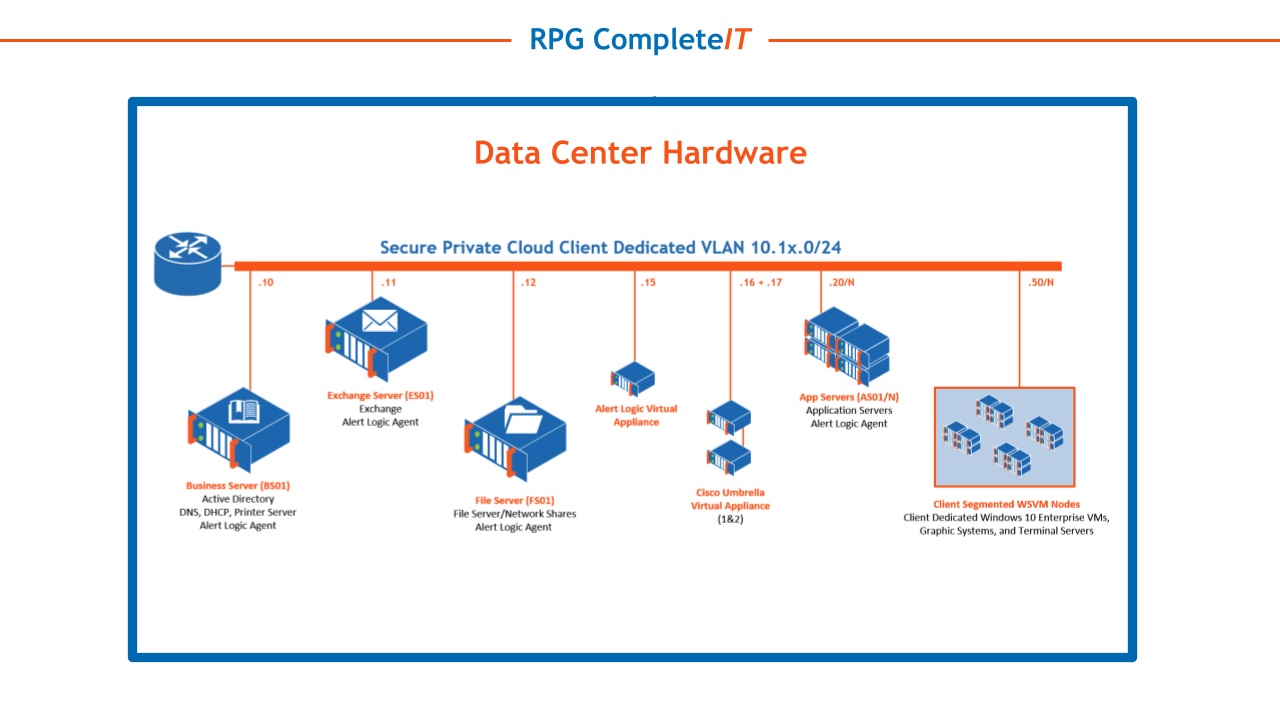 RPG CompleteIT
Data Center Hardware
Secure Private Cloud Client Dedicated VLAN 10.1x.0/24
.10
.11
.12
.15
.16 + .17
.20/N
.50/N
Exchange Server (ES01)
Exchange
Alert Logic Agent
Business Server (BS01)
Active Directory
DNS, DHCP, Printer Server
Alert Logic Agent
File Server (FS01)
File Server/Network Shares
Alert Logic Agent
Alert Logic Virtual
Appliance
Cisco Umbrella
Virtual Appliance
(1&2)
App Servers (AS01/N)
Application Servers
Alert Logic Agent
Client Segmented WSVM Nodes
Client Dedicated Windows 10 Enterprise VMs,
Graphic Systems, and Terminal Servers